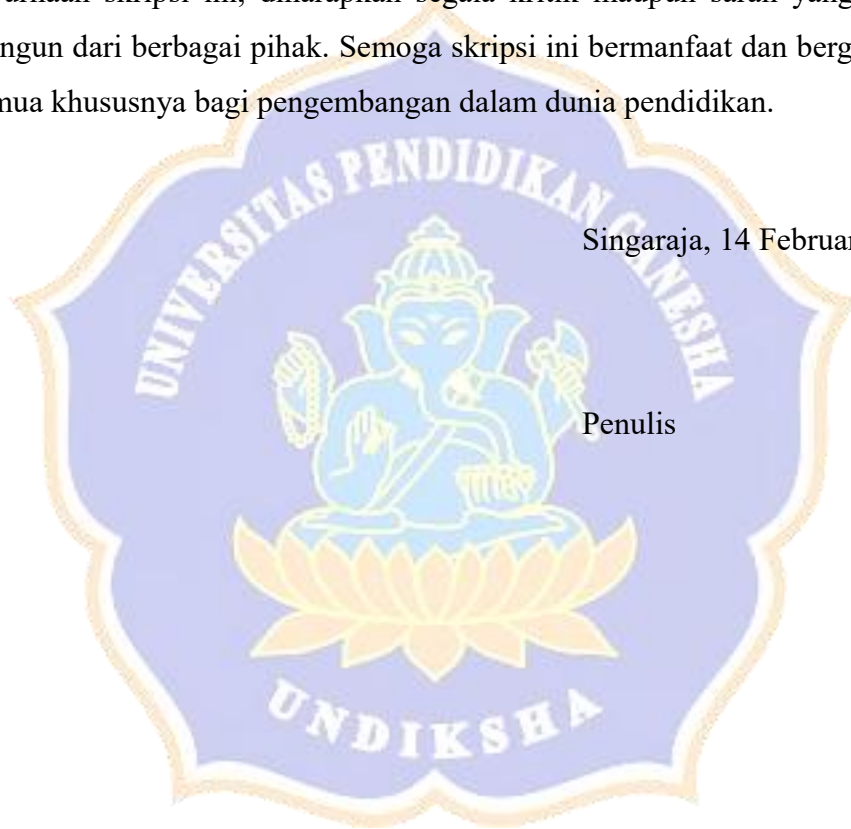 skripsi ini, diharapkan segala kritik maupun saran yang
ngun dari berbagai pihak. Semoga skripsi ini bermanfaat dan berg
mua khususnya bagi pengembangan dalam dunia pendidikan.
UNIVERSITAS PENDIDIKAN GANESHA
Singaraja, 14 Februar
Penulis
UNDIKSHA